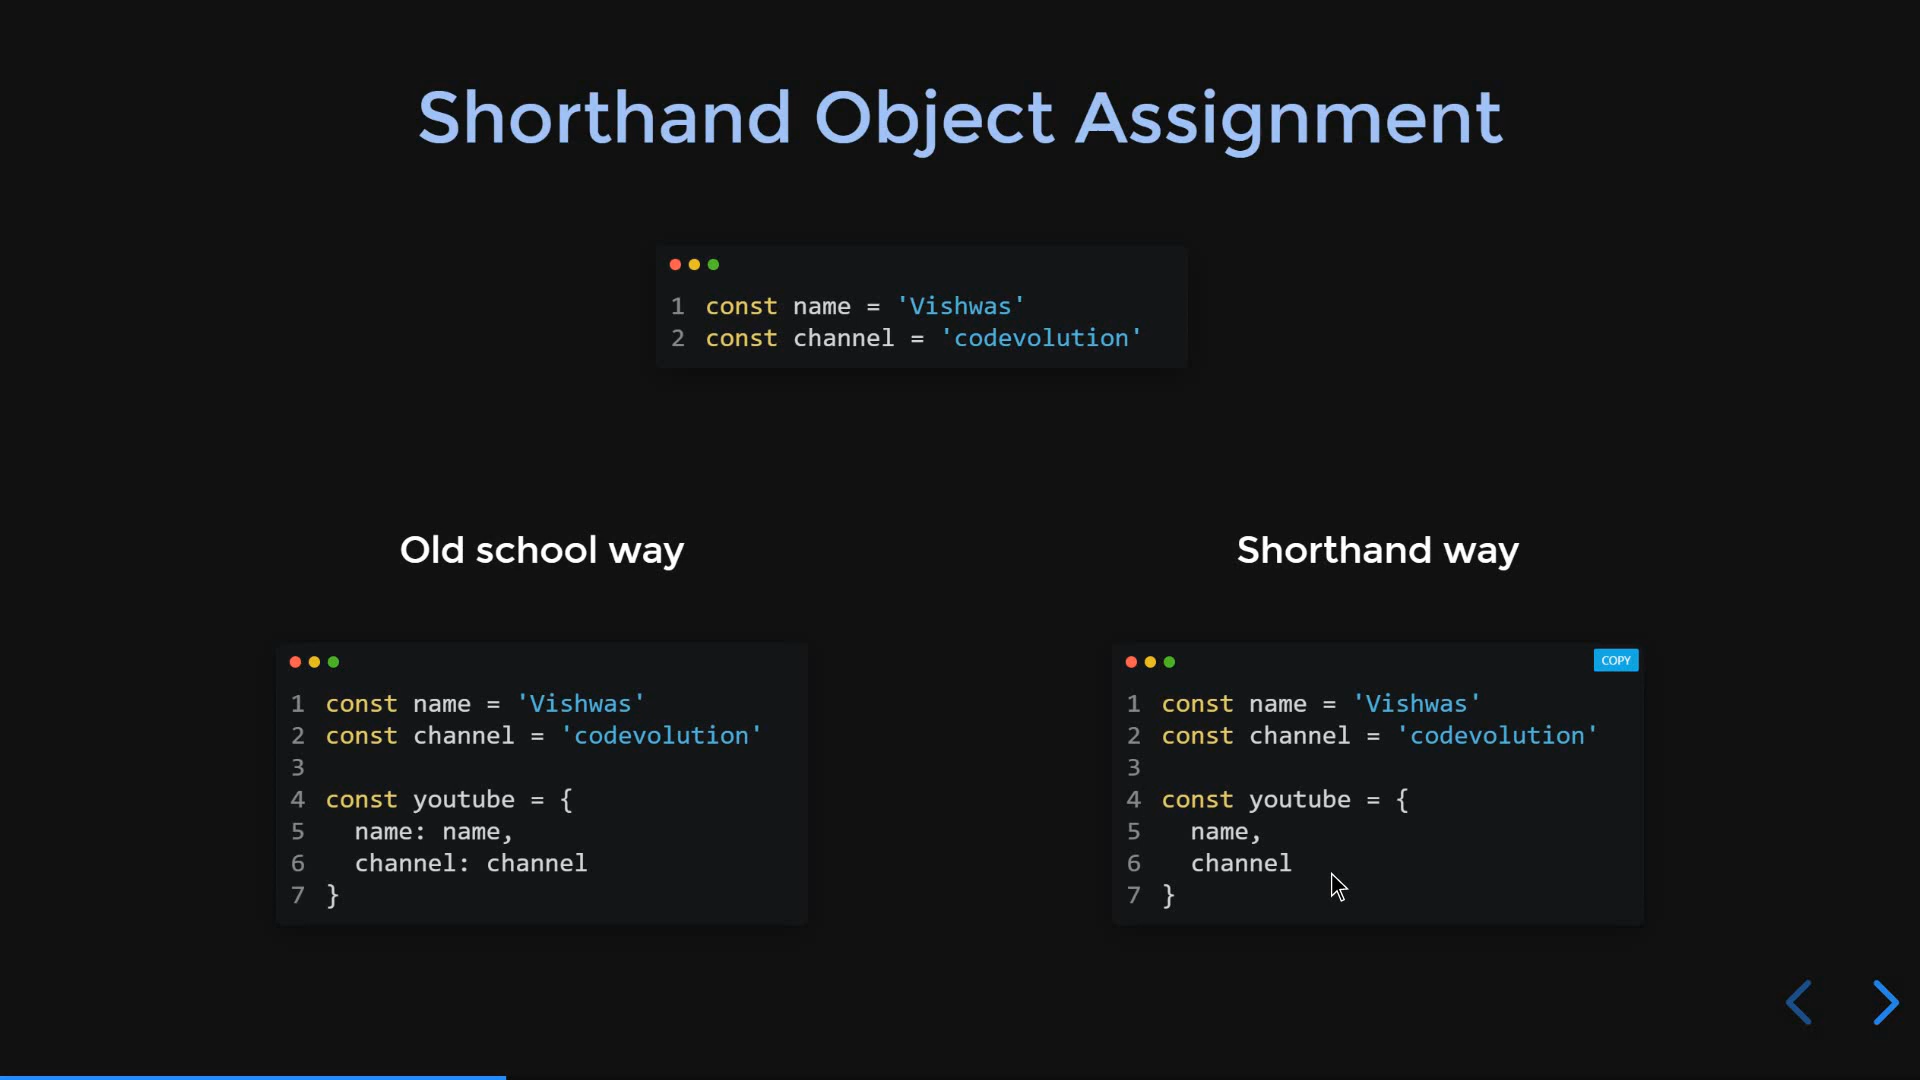 Shorthand Object Assignment
1 const name = 'Vishwas'
2 const channel = 'codevolution'
Old school way
1 const name = 'Vishwas'
2 const channel = 'codevolution'
3
4 const youtube = {
5   name: name,
6   channel: channel
7 }
Shorthand way
COPY
1 const name = 'Vishwas'
2 const channel = 'codevolution'
3
4 const youtube = {
5   name,
6   channel
7 }